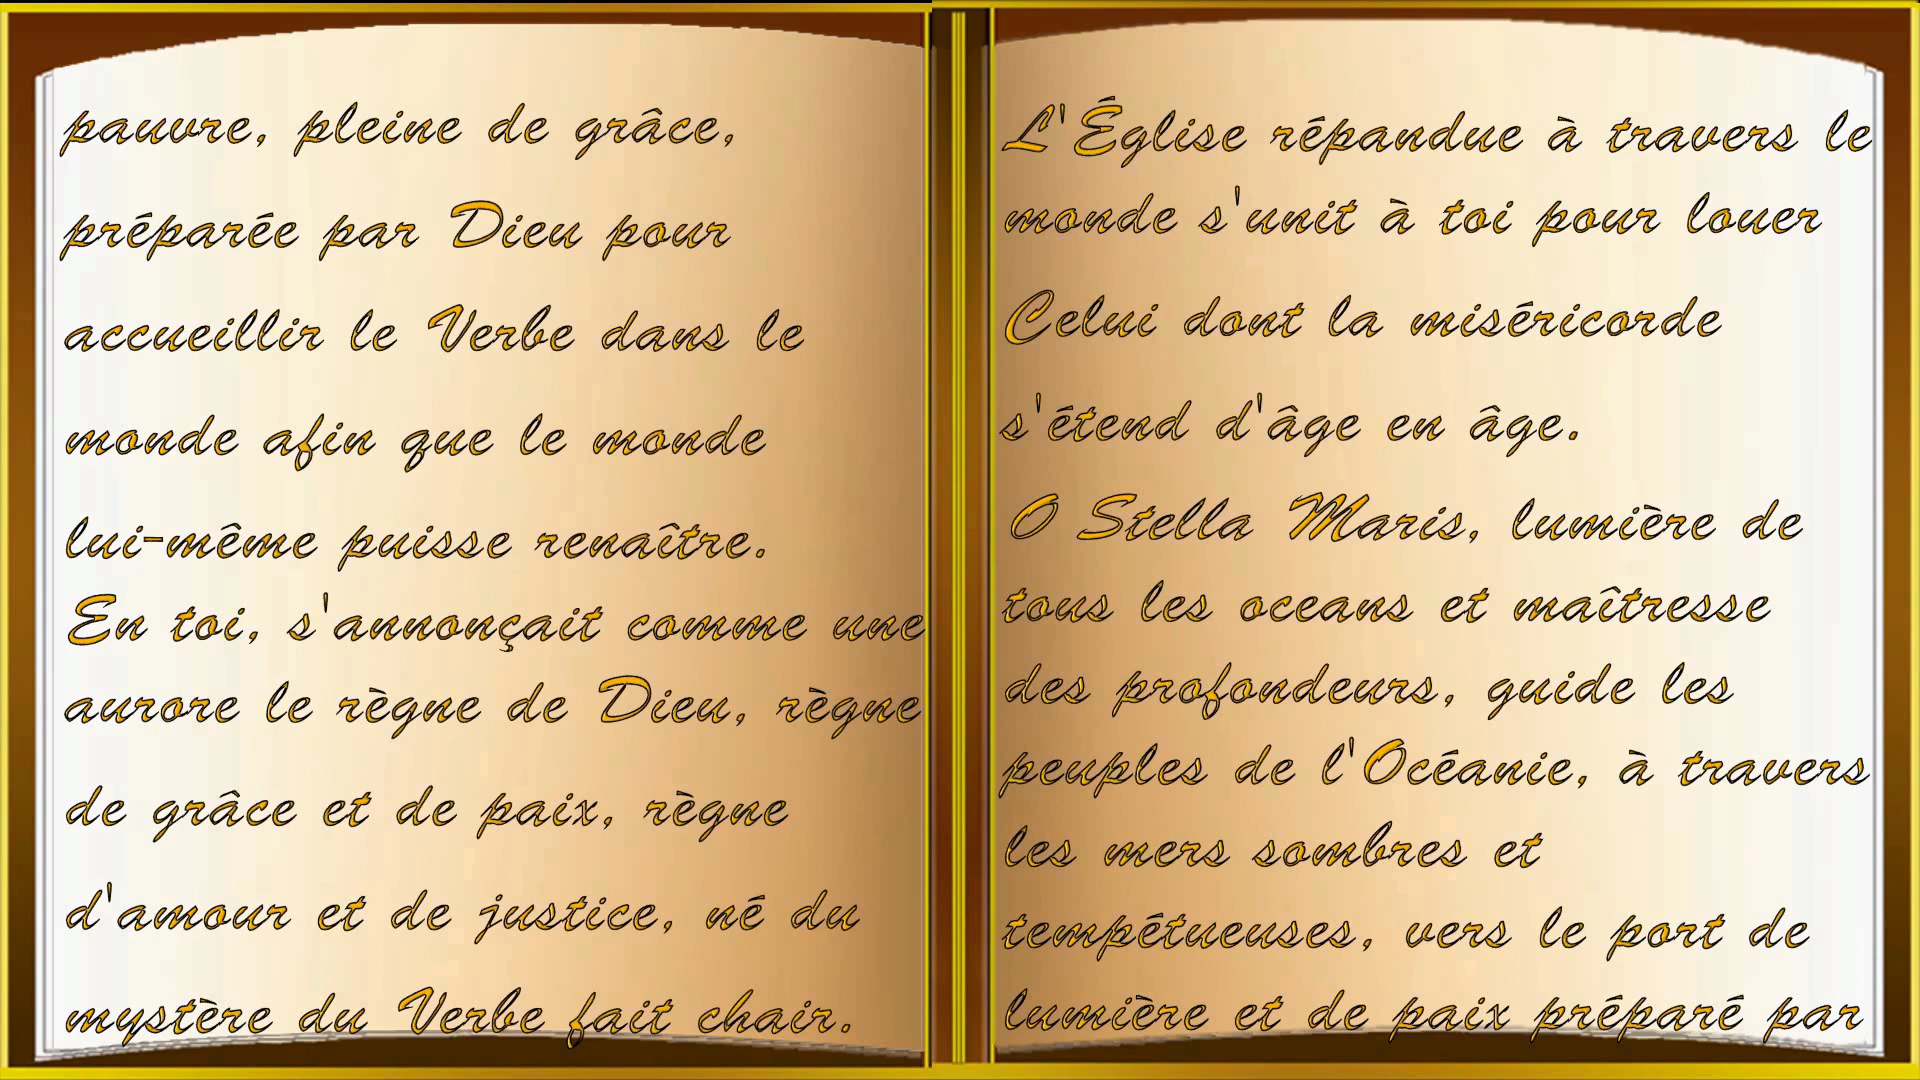 pauvre, pleine de grâce,
préparée par Dieu pour
accueillir le Verbe dans le
monde afin que le monde
lui-même puisse renaître.
En toi, s'annonçait comme une
aurore le règne de Dieu, règne
de grâce et de paix, règne
d'amour et de justice, né du
mystère du Verbe fait chair.
L'Église répandue à travers le
monde s'unit à toi pour louer
Celui dont la miséricorde
s'étend d'âge en âge.
O Stella Maris, lumière de
tous les oceans et maîtresse
des profondeurs, guide les
peuples de l'Océanie, à travers
les mers sombres et
tempétueuses, vers le port de
lumière et de paix préparé par